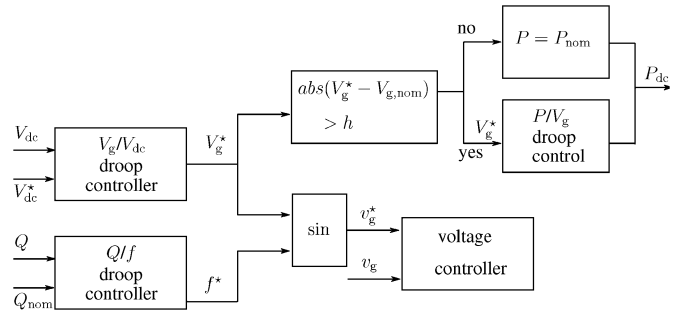 no
P = P_nom
P_dc
abs(V_g^⋆ − V_g,nom)
> h
V_g^⋆
yes
P/V_g
droop
control
V_dc
V_dc^⋆
V_g/V_dc
droop
controller
V_g^⋆
sin
v_g^⋆
v_g
voltage
controller
Q
Q_nom
Q/f
droop
controller
f^⋆